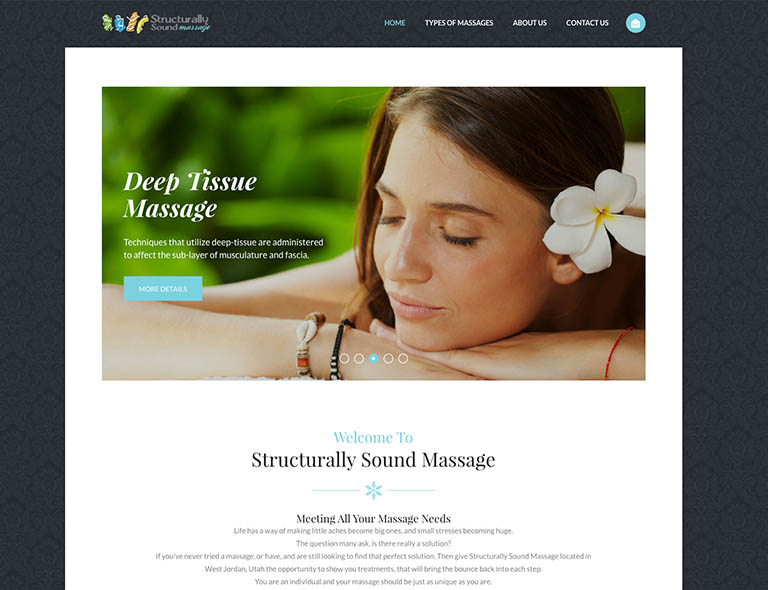 Structurally
Sound massage
HOME TYPES OF MASSAGES ABOUT US CONTACT US
Deep Tissue
Massage
Techniques that utilize deep-tissue are administered
to affect the sub-layer of musculature and fascia.
MORE DETAILS
Welcome To
Structurally Sound Massage
Meeting All Your Massage Needs
Life has a way of making little aches become big ones, and small stresses becoming huge.
The question many ask, is there really a solution?
If you've never tried a massage, or have, and are still looking to find that perfect solution. Then give Structurally Sound Massage located in
West Jordan, Utah the opportunity to show you treatments, that will bring the bounce back into each step.
You are an individual and your massage should be just as unique as you are.